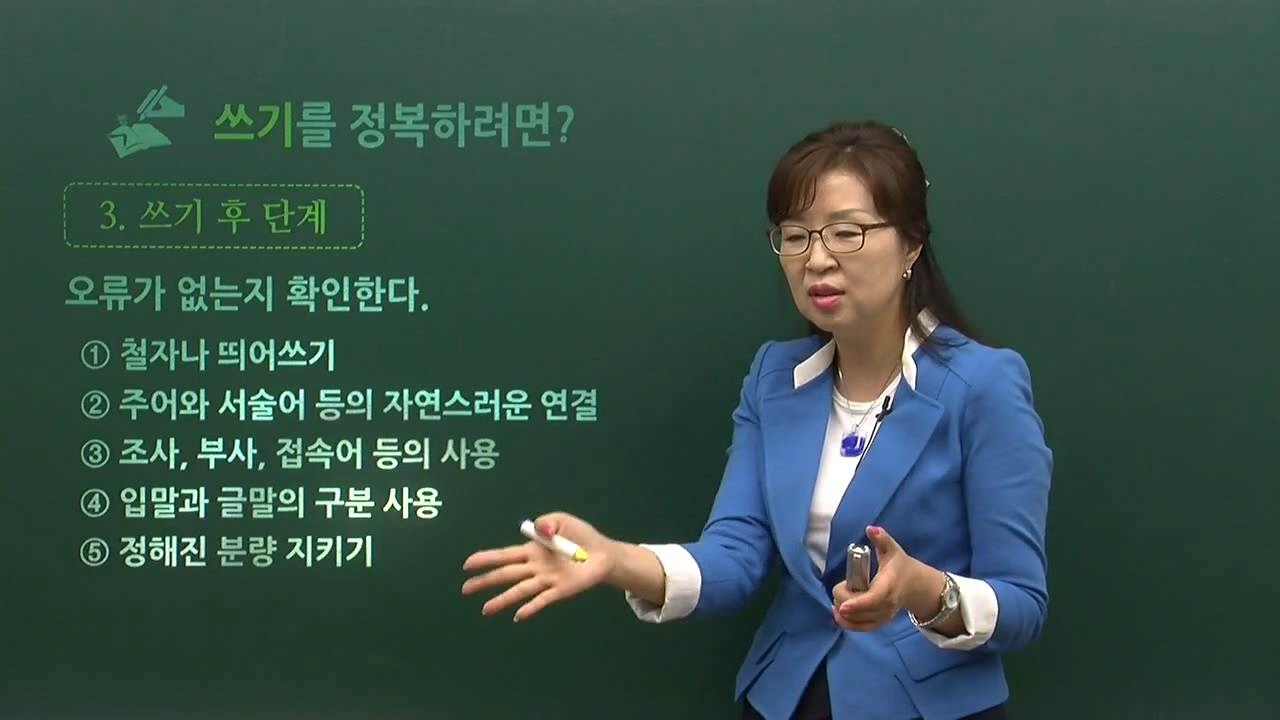 쓰기를 정복하려면?
3. 쓰기 후 단계
오류가 없는지 확인한다.
① 철자나 띄어쓰기
② 주어와 서술어 등의 자연스러운 연결
③ 조사, 부사, 접속어 등의 사용
④ 입말과 글말의 구분 사용
⑤ 정해진 분량 지키기